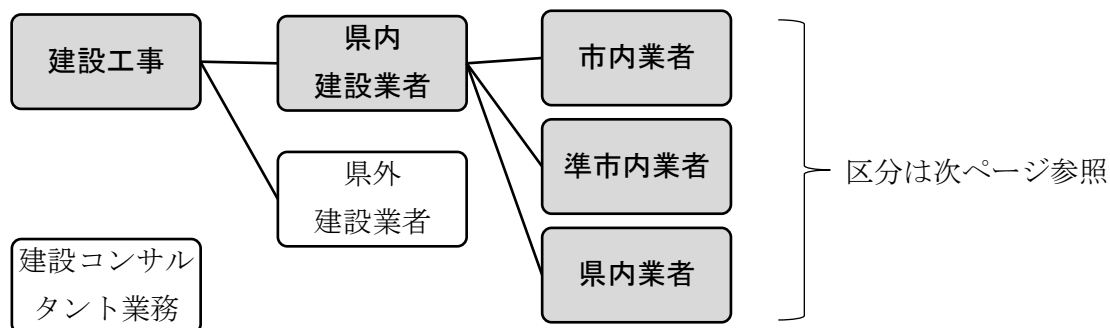 建設工事
県内
建設業者
市内業者
準市内業者
区分は次ページ参照
県外
建設業者
県内業者
建設コンサル
タント業務